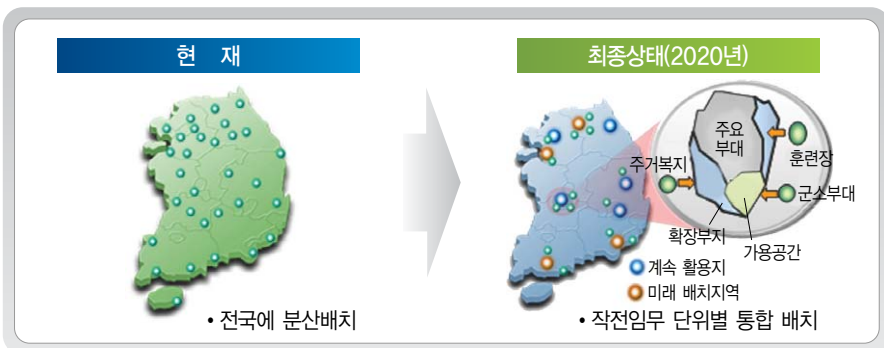 현 재
최종상태(2020년)
주요
부대
주거복지
훈련장
군소부대
확장부지
가용공간
계속 활용지
미래 배치지역
• 전국에 분산배치
• 작전임무 단위별 통합 배치